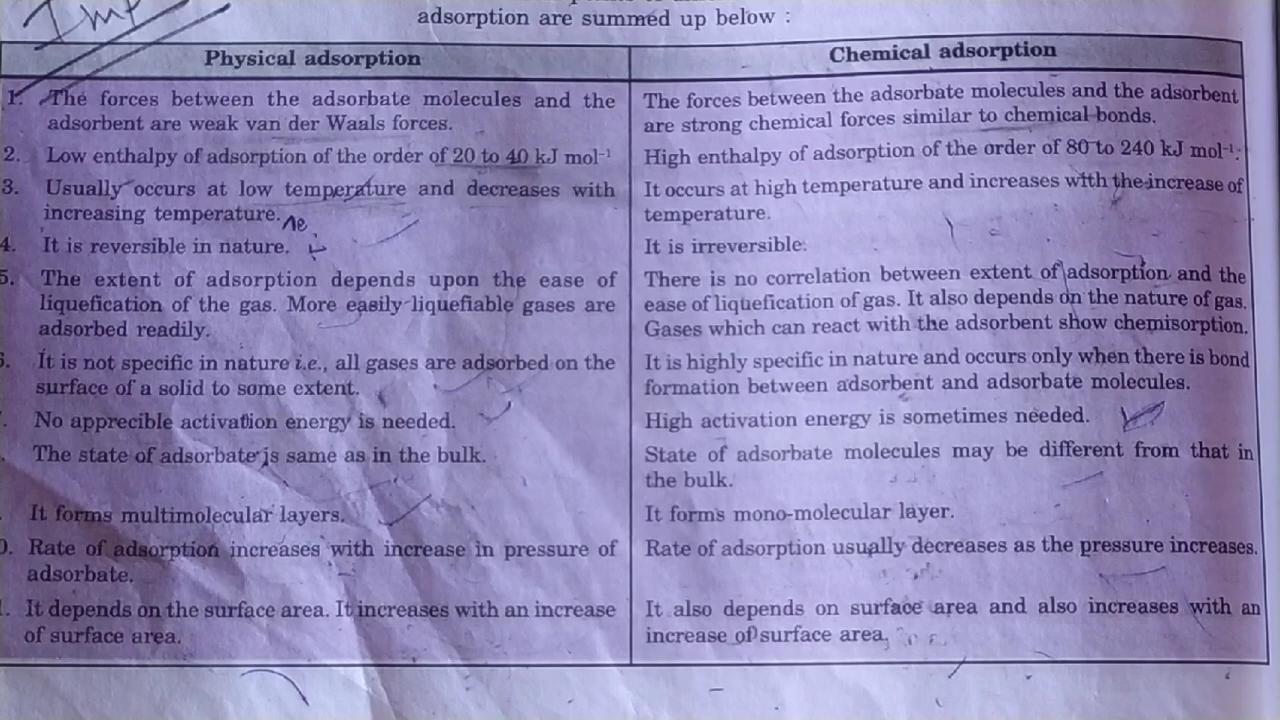 Imp
adsorption are summed up below :
Physical adsorption
Chemical adsorption
1. The forces between the adsorbate molecules and the
adsorbent are weak van der Waals forces.
The forces between the adsorbate molecules and the adsorbent
are strong chemical forces similar to chemical bonds.
2. Low enthalpy of adsorption of the order of 20 to 40 kJ mol⁻¹
High enthalpy of adsorption of the order of 80 to 240 kJ mol⁻¹.
3. Usually occurs at low temperature and decreases with
increasing temperature.
It occurs at high temperature and increases with the increase of
temperature.
4. It is reversible in nature.
It is irreversible.
5. The extent of adsorption depends upon the ease of
liquefication of the gas. More easily liquefiable gases are
adsorbed readily.
There is no correlation between extent of adsorption and the
ease of liquefication of gas. It also depends on the nature of gas.
Gases which can react with the adsorbent show chemisorption.
It is not specific in nature i.e., all gases are adsorbed on the
surface of a solid to some extent.
It is highly specific in nature and occurs only when there is bond
formation between adsorbent and adsorbate molecules.
No apprecible activation energy is needed.
High activation energy is sometimes needed.
The state of adsorbate is same as in the bulk.
State of adsorbate molecules may be different from that in
the bulk.
It forms multimolecular layers.
It forms mono-molecular layer.
Rate of adsorption increases with increase in pressure of
adsorbate.
Rate of adsorption usually decreases as the pressure increases.
It depends on the surface area. It increases with an increase
of surface area.
It also depends on surface area and also increases with an
increase of surface area.